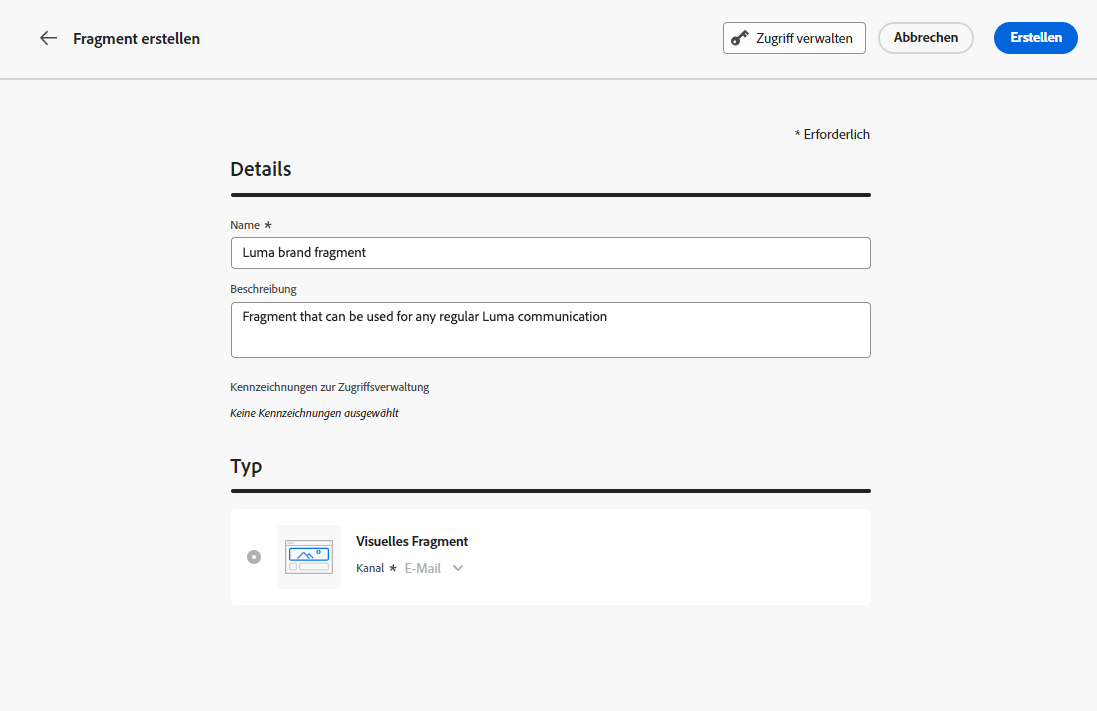 Fragment erstellen
Zugriff verwalten
Abbrechen
Erstellen
* Erforderlich
Details
Name *
Luma brand fragment
Beschreibung
Fragment that can be used for any regular Luma communication
Kennzeichnungen zur Zugriffsverwaltung
Keine Kennzeichnungen ausgewählt
Typ
Visuelles Fragment
Kanal * E-Mail